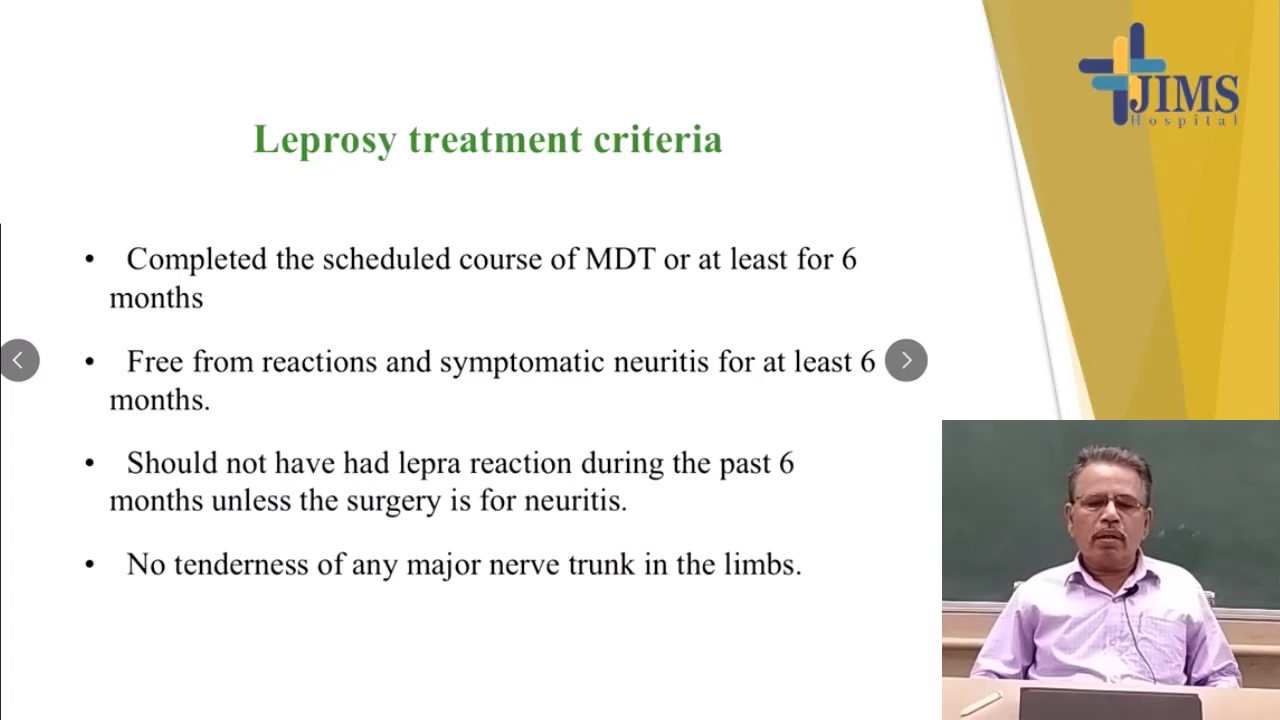 JIMS
Hospital
Leprosy treatment criteria
• Completed the scheduled course of MDT or at least for 6
months
• Free from reactions and symptomatic neuritis for at least 6
months.
• Should not have had lepra reaction during the past 6
months unless the surgery is for neuritis.
• No tenderness of any major nerve trunk in the limbs.